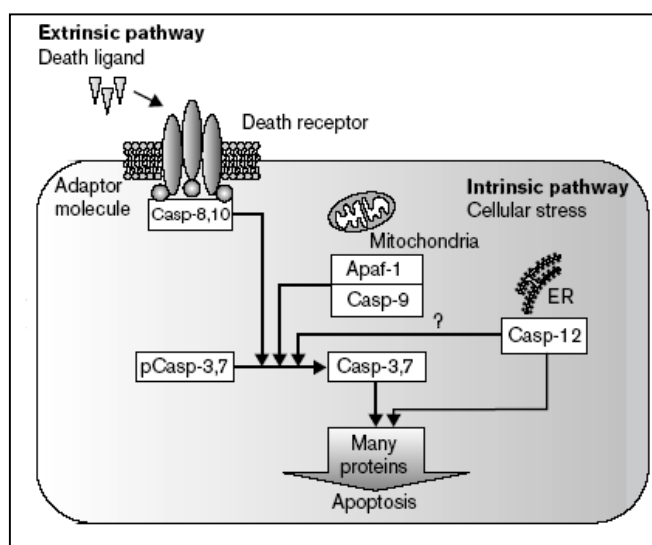 Extrinsic pathway
Death ligand
Death receptor
Adaptor
molecule
Casp-8,10
Intrinsic pathway
Cellular stress
Mitochondria
Apaf-1
Casp-9
ER
?
Casp-12
pCasp-3,7
Casp-3,7
Many
proteins
Apoptosis